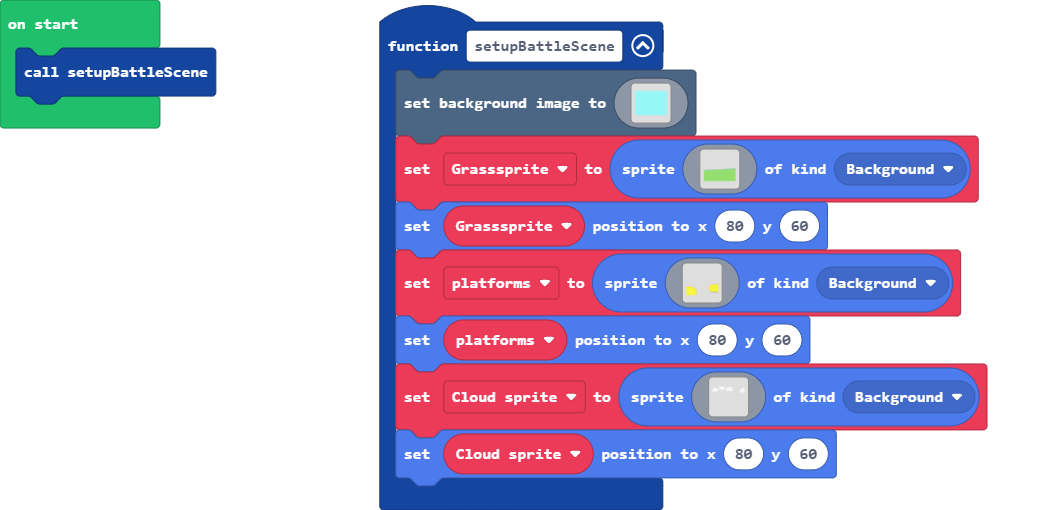 on start
call setupBattleScene
function setupBattleScene
set background image to
set Grasssprite to sprite of kind Background
set Grasssprite position to x 80 y 60
set platforms to sprite of kind Background
set platforms position to x 80 y 60
set Cloud sprite to sprite of kind Background
set Cloud sprite position to x 80 y 60